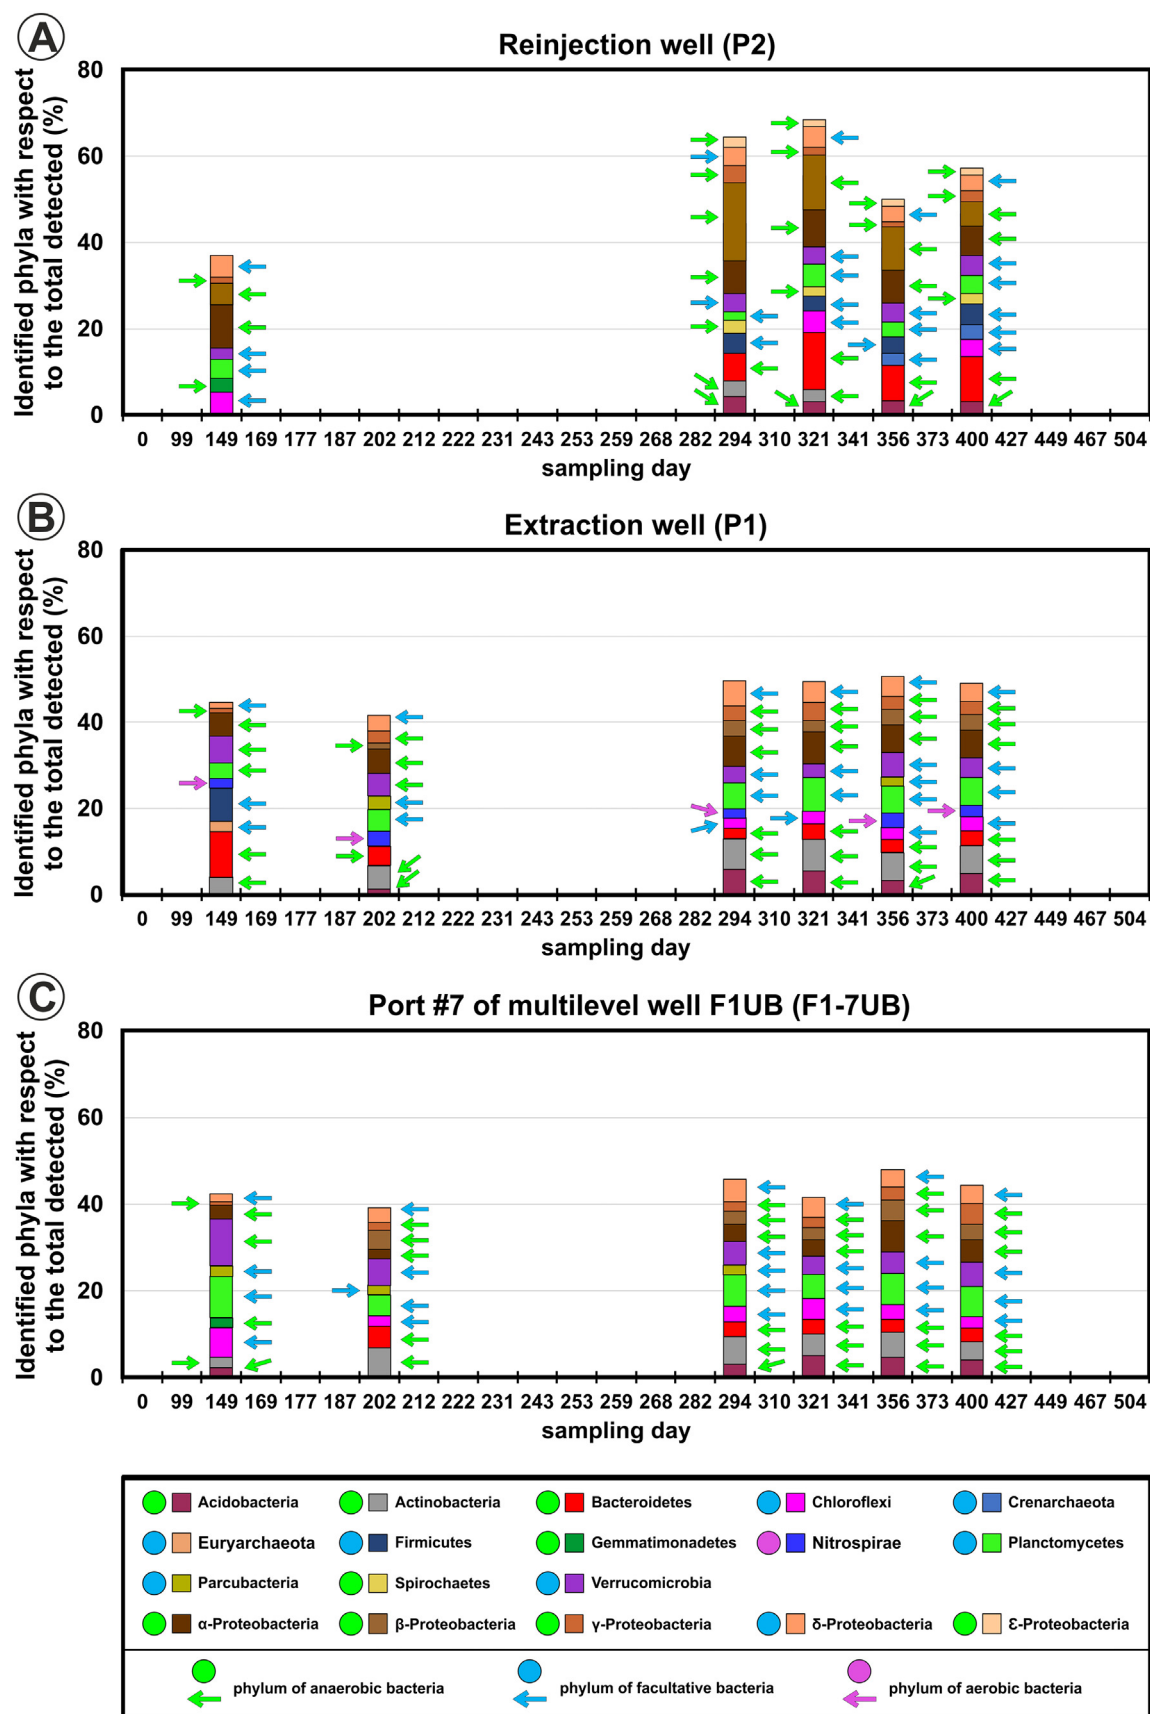 A
Reinjection well (P2)
Identified phyla with respect
to the total detected (%)
80
60
40
20
0
0 99 149 169 177 187 202 212 222 231 243 253 259 268 282 294 310 321 341 356 373 400 427 449 467 504
sampling day
B
Extraction well (P1)
Identified phyla with respect
to the total detected (%)
80
60
40
20
0
0 99 149 169 177 187 202 212 222 231 243 253 259 268 282 294 310 321 341 356 373 400 427 449 467 504
sampling day
C
Port #7 of multilevel well F1UB (F1-7UB)
Identified phyla with respect
to the total detected (%)
80
60
40
20
0
0 99 149 169 177 187 202 212 222 231 243 253 259 268 282 294 310 321 341 356 373 400 427 449 467 504
sampling day
Acidobacteria Actinobacteria Bacteroidetes Chloroflexi Crenarchaeota
Euryarchaeota Firmicutes Gemmatimonadetes Nitrospirae Planctomycetes
Parcubacteria Spirochaetes Verrucomicrobia
α-Proteobacteria β-Proteobacteria γ-Proteobacteria δ-Proteobacteria Ɛ-Proteobacteria
phylum of anaerobic bacteria phylum of facultative bacteria phylum of aerobic bacteria